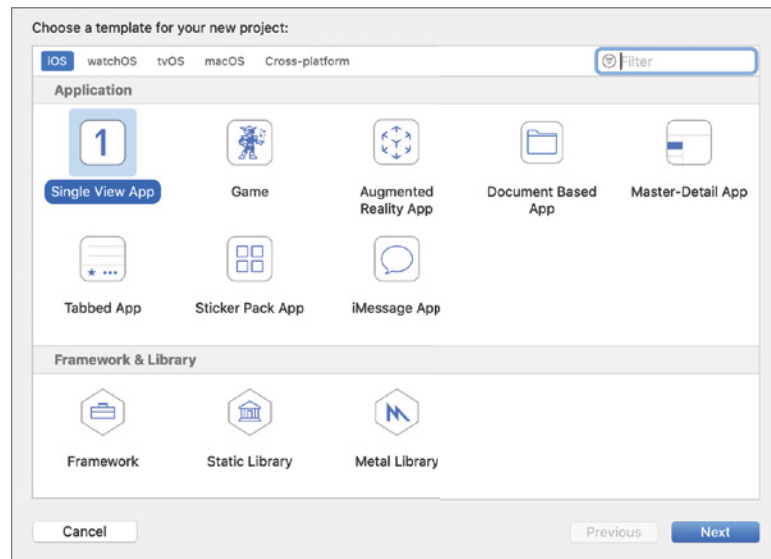 Choose a template for your new project:
iOS watchOS tvOS macOS Cross-platform Filter
Application
1
Single View App Game Augmented Reality App Document Based App Master-Detail App
Tabbed App Sticker Pack App iMessage App
Framework & Library
Framework Static Library Metal Library
Cancel Previous Next